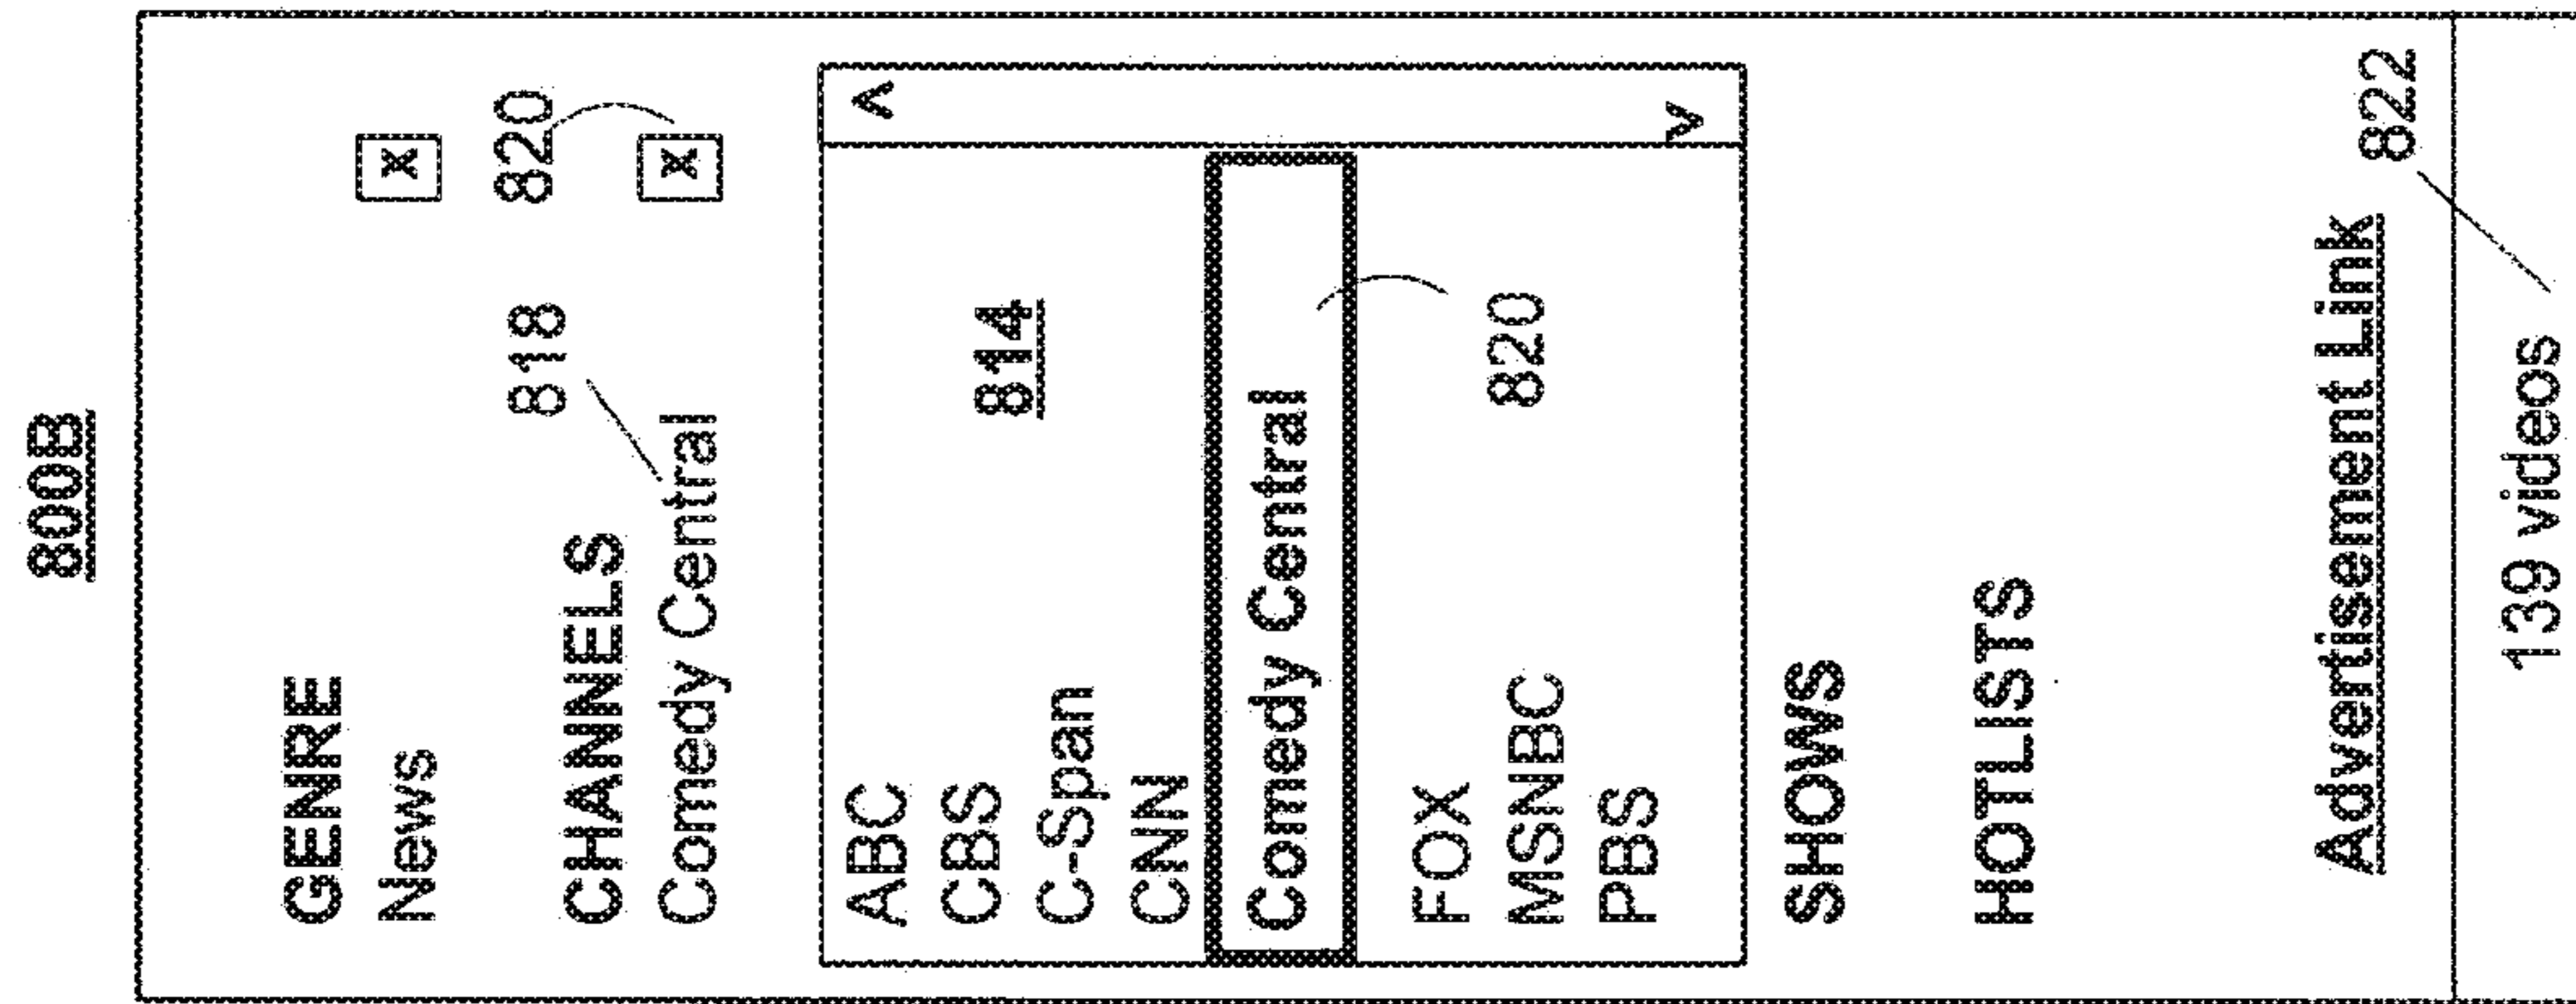 800B
GENRE
News x
818 820
CHANNELS
Comedy Central x
ABC ^
CBS
C-Span 814
CNN
Comedy Central
FOX
MSNBC 820
PBS v
SHOWS
HOTLISTS
Advertisement Link 822
139 videos